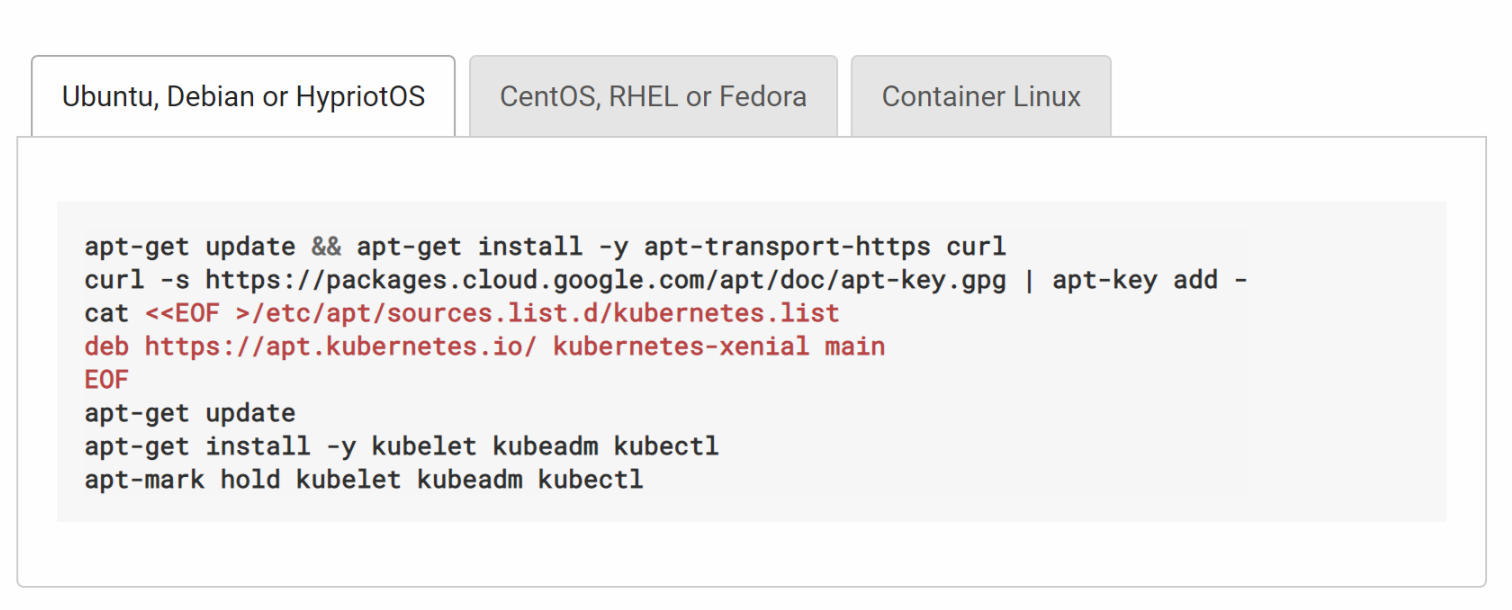 Ubuntu, Debian or HypriotOS
CentOS, RHEL or Fedora
Container Linux
apt-get update && apt-get install -y apt-transport-https curl
curl -s https://packages.cloud.google.com/apt/doc/apt-key.gpg | apt-key add -
cat <<EOF >/etc/apt/sources.list.d/kubernetes.list
deb https://apt.kubernetes.io/ kubernetes-xenial main
EOF
apt-get update
apt-get install -y kubelet kubeadm kubectl
apt-mark hold kubelet kubeadm kubectl